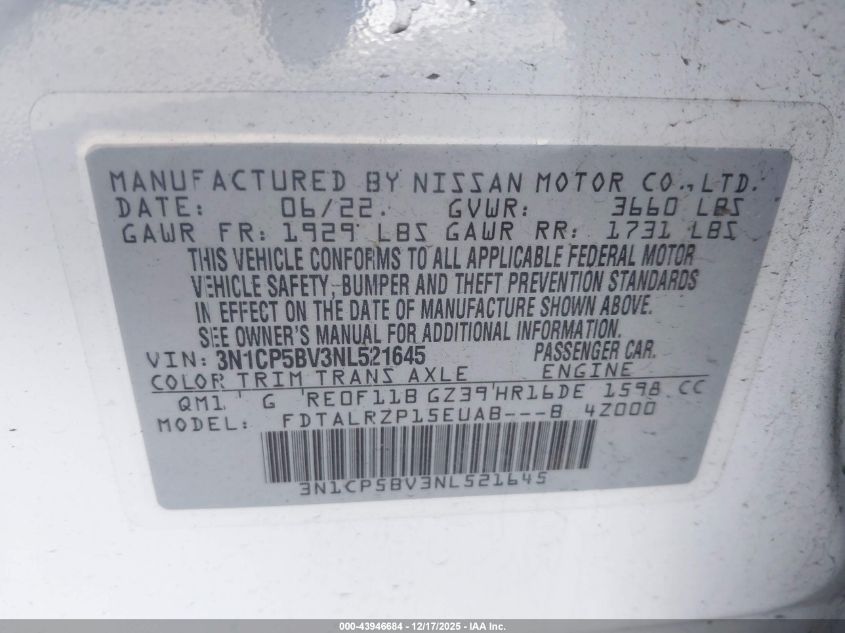 MANUFACTURED BY NISSAN MOTOR CO., LTD.
DATE: 06/22. GVWR: 3660 LBS
GAWR FR: 1929 LBS GAWR RR: 1731 LBS
THIS VEHICLE CONFORMS TO ALL APPLICABLE FEDERAL MOTOR
VEHICLE SAFETY, BUMPER AND THEFT PREVENTION STANDARDS
IN EFFECT ON THE DATE OF MANUFACTURE SHOWN ABOVE.
SEE OWNER'S MANUAL FOR ADDITIONAL INFORMATION.
VIN: 3N1CP5BV3NL521645 PASSENGER CAR.
COLOR TRIM TRANS AXLE ENGINE
QM1 G RE0F11B GZ39 HR16DE 1598 CC
MODEL: FDTALRZP15EUAB---B 4Z000
3N1CP5BV3NL521645
000-43946684 - 12/17/2025 - IAA Inc.